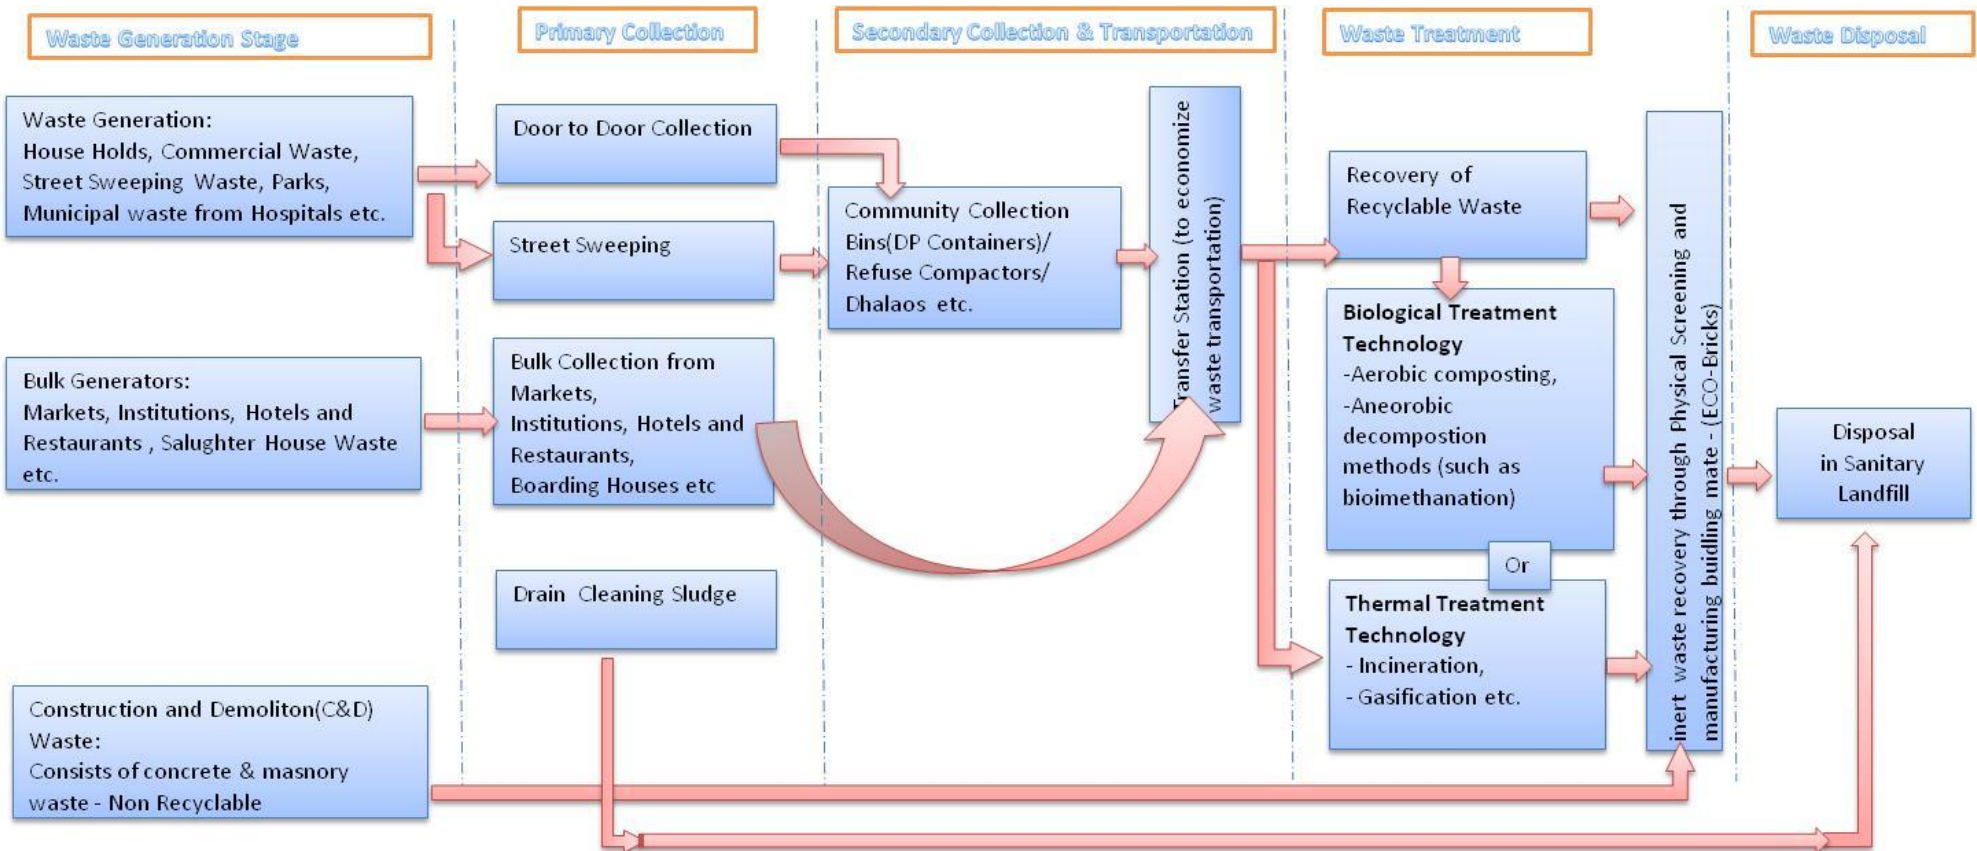 Waste Generation Stage
Primary Collection
Secondary Collection & Transportation
Waste Treatment
Waste Disposal
Waste Generation:
House Holds, Commercial Waste,
Street Sweeping Waste, Parks,
Municipal waste from Hospitals etc.
Bulk Generators:
Markets, Institutions, Hotels and
Restaurants , Salughter House Waste
etc.
Construction and Demoliton(C&D)
Waste:
Consists of concrete & masnory
waste - Non Recyclable
Door to Door Collection
Street Sweeping
Bulk Collection from
Markets,
Institutions, Hotels and
Restaurants,
Boarding Houses etc
Drain Cleaning Sludge
Community Collection
Bins(DP Containers)/
Refuse Compactors/
Dhalaos etc.
Transfer Station (to economize
waste transportation)
Recovery of
Recyclable Waste
Biological Treatment
Technology
-Aerobic composting,
-Aneorobic
decompostion
methods (such as
bioimethanation)
Or
Thermal Treatment
Technology
- Incineration,
- Gasification etc.
inert waste recovery through Physical Screening and
manufacturing buidling mate - (ECO-Bricks)
Disposal
in Sanitary
Landfill